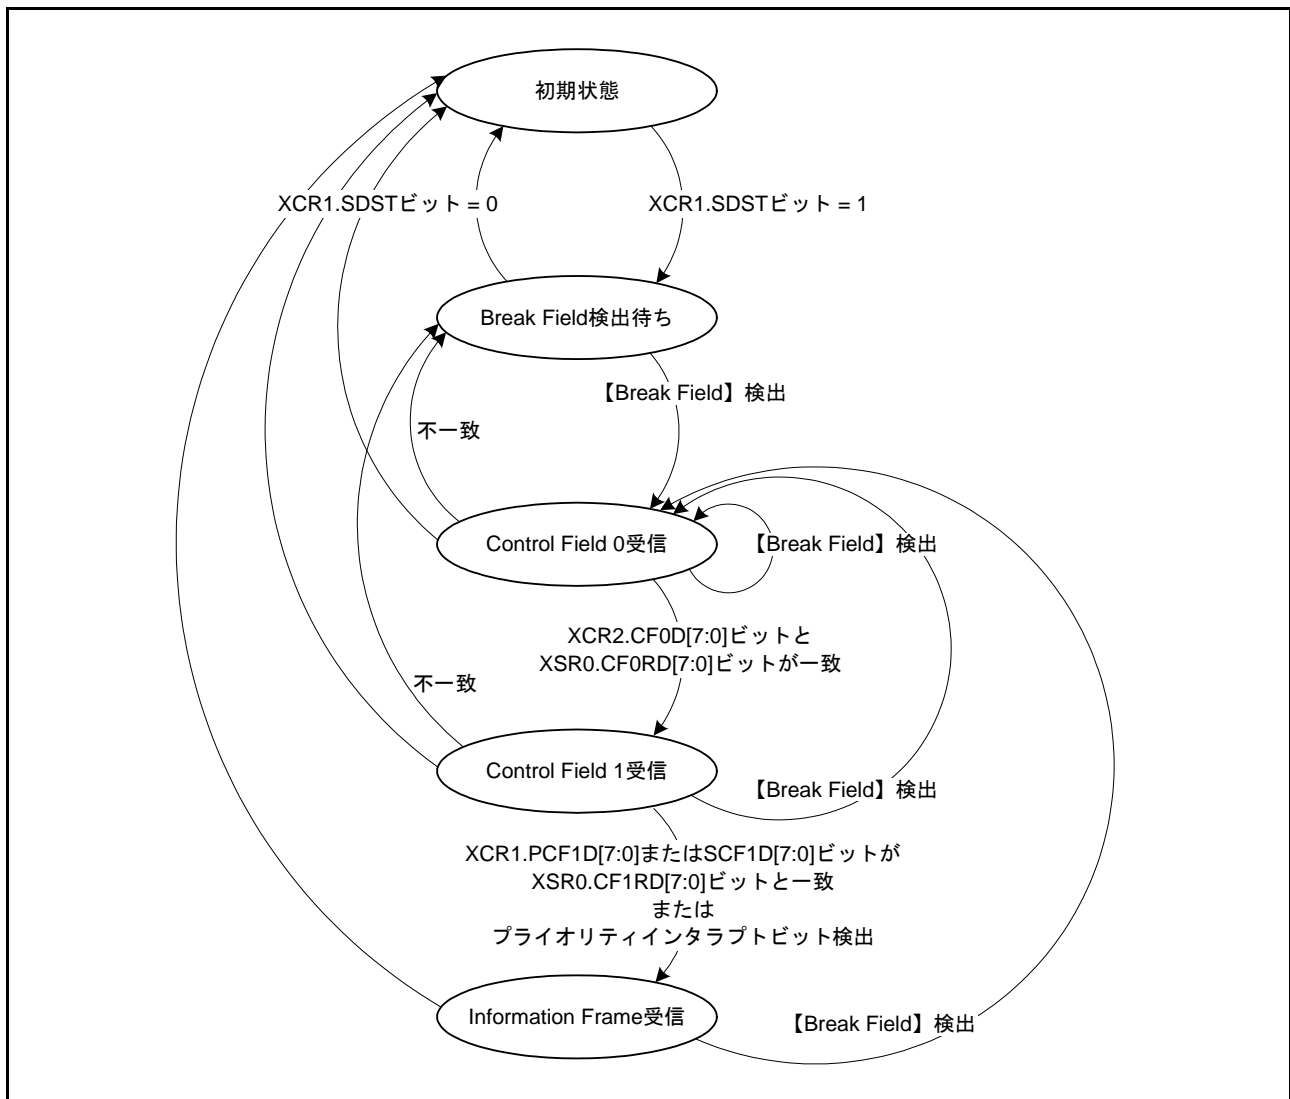 初期状態
XCR1.SDSTビット = 0
XCR1.SDSTビット = 1
Break Field検出待ち
【Break Field】検出
不一致
Control Field 0受信
【Break Field】検出
XCR2.CF0D[7:0]ビットと
XSR0.CF0RD[7:0]ビットが一致
不一致
Control Field 1受信
【Break Field】検出
XCR1.PCF1D[7:0]またはSCF1D[7:0]ビットが
XSR0.CF1RD[7:0]ビットと一致
または
プライオリティインタラプトビット検出
Information Frame受信
【Break Field】検出